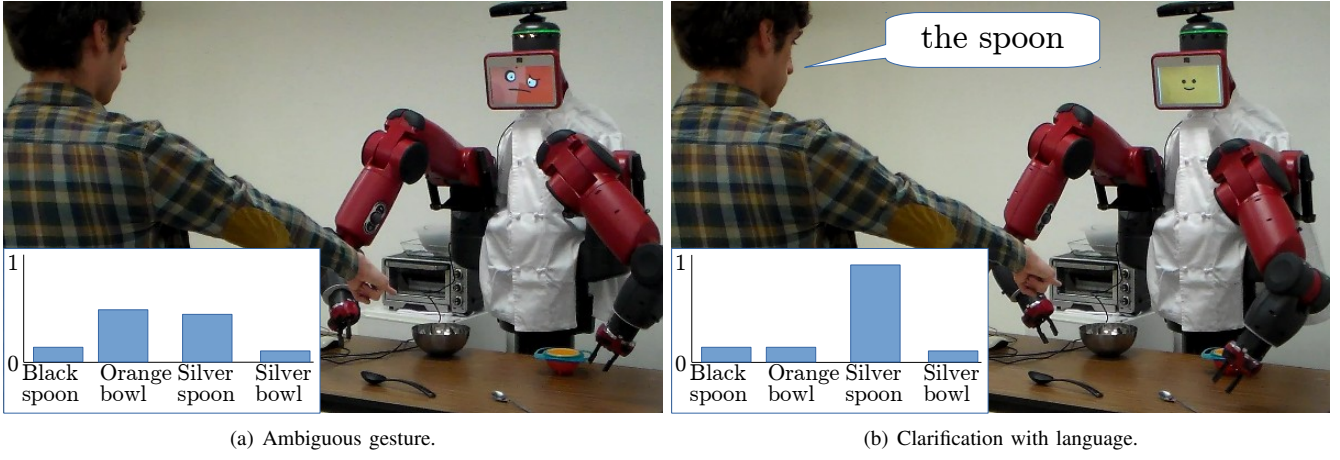 the spoon
1
0
Black spoon
Orange bowl
Silver spoon
Silver bowl
1
0
Black spoon
Orange bowl
Silver spoon
Silver bowl
(a) Ambiguous gesture.
(b) Clarification with language.